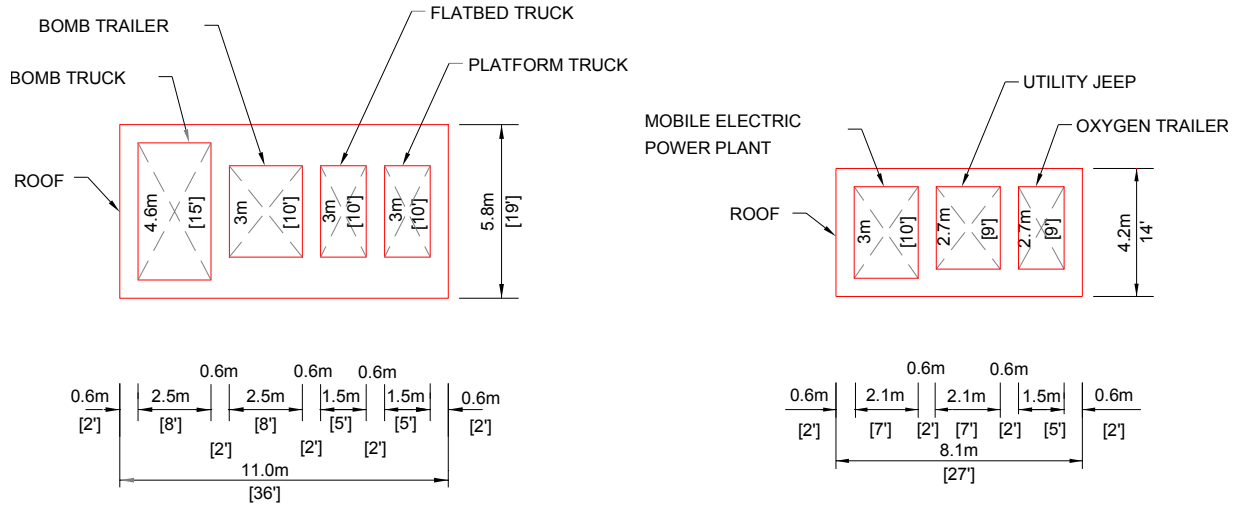 FLATBED TRUCK
BOMB TRAILER
PLATFORM TRUCK
BOMB TRUCK
ROOF
4.6m
[15']
3m
[10']
3m
[10']
3m
[10']
5.8m
[19']
0.6m
0.6m
0.6m
0.6m
2.5m
2.5m
1.5m
1.5m
0.6m
[2']
[8']
[8']
[5']
[5']
[2']
[2']
[2']
[2']
11.0m
[36']
UTILITY JEEP
MOBILE ELECTRIC
POWER PLANT
OXYGEN TRAILER
ROOF
3m
[10']
2.7m
[9']
2.7m
[9']
4.2m
14'
0.6m
0.6m
0.6m
2.1m
2.1m
1.5m
0.6m
[2']
[7']
[2']
[7']
[2']
[5']
[2']
8.1m
[27']